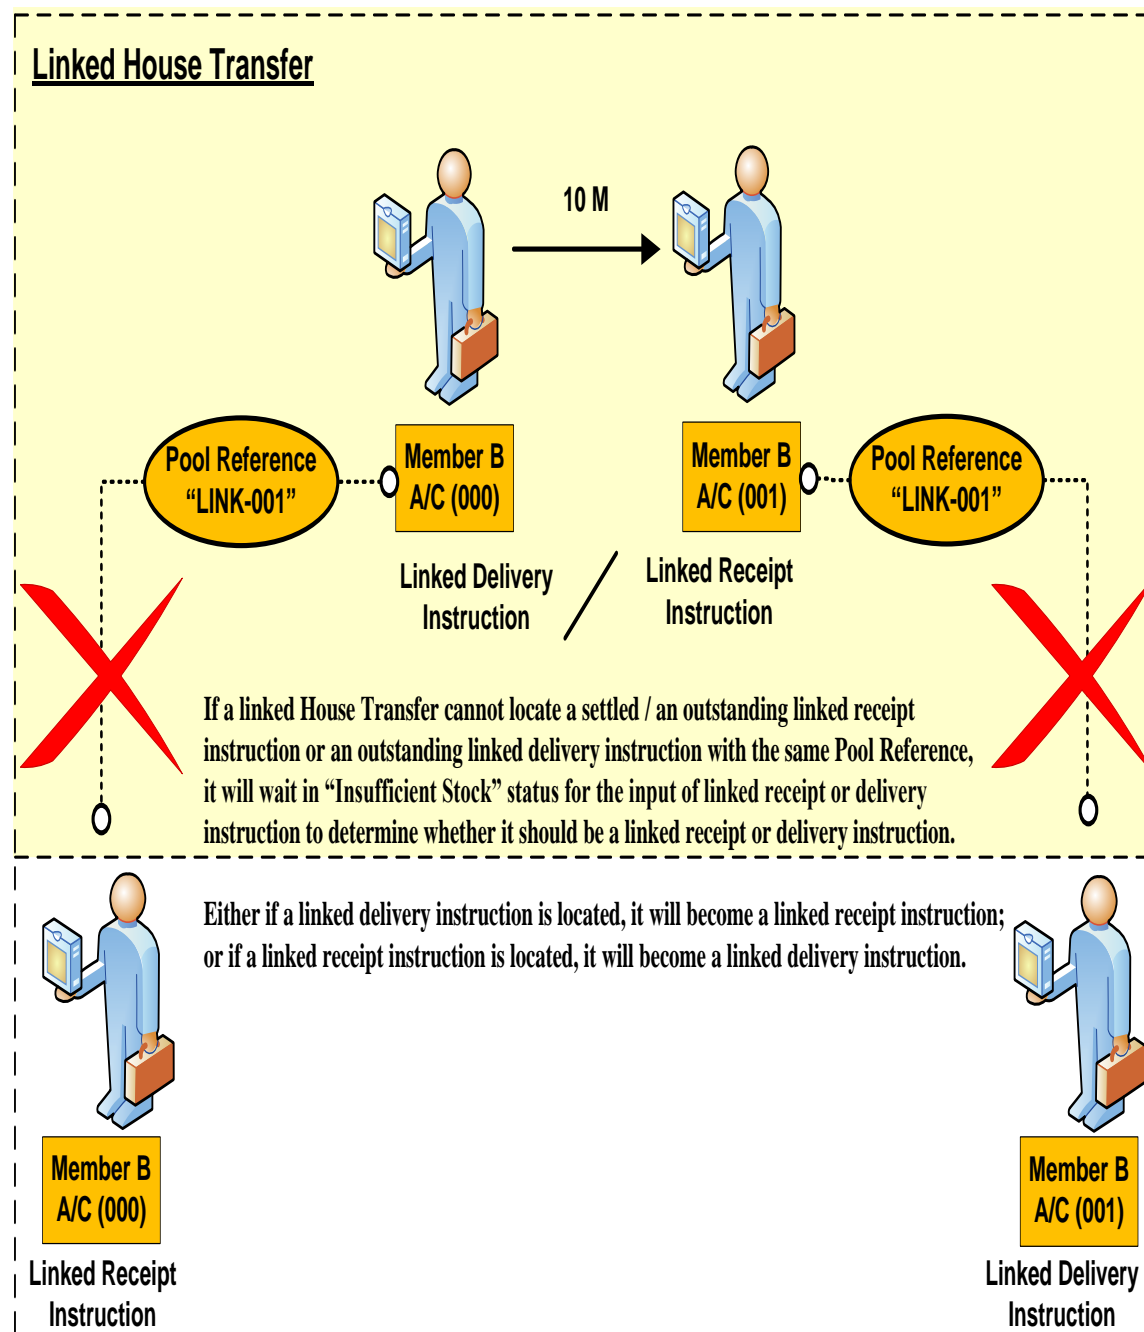 Linked House Transfer
10 M
Pool Reference
“LINK-001”
Member B
A/C (000)
Member B
A/C (001)
Pool Reference
“LINK-001”
Linked Delivery
Instruction
Linked Receipt
Instruction
If a linked House Transfer cannot locate a settled / an outstanding linked receipt
instruction or an outstanding linked delivery instruction with the same Pool Reference,
it will wait in “Insufficient Stock” status for the input of linked receipt or delivery
instruction to determine whether it should be a linked receipt or delivery instruction.
Either if a linked delivery instruction is located, it will become a linked receipt instruction;
or if a linked receipt instruction is located, it will become a linked delivery instruction.
Member B
A/C (000)
Linked Receipt
Instruction
Member B
A/C (001)
Linked Delivery
Instruction